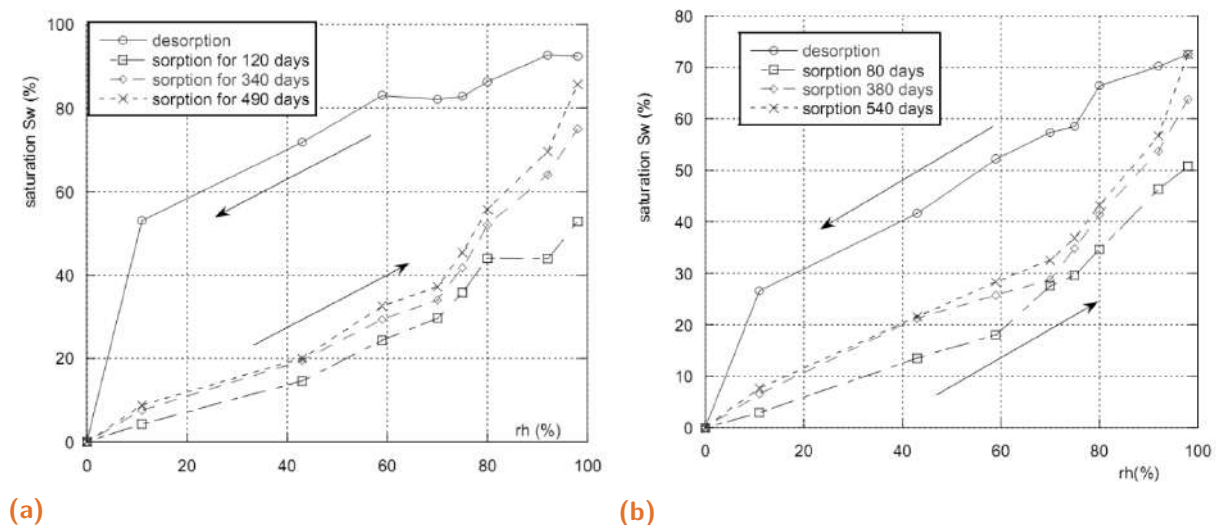 desorption
sorption for 120 days
sorption for 340 days
sorption for 490 days
saturation Sw (%)
100
80
60
40
20
0
0
20
40
60
80
100
rh (%)
(a)
desorption
sorption 80 days
sorption 380 days
sorption 540 days
saturation Sw (%)
80
70
60
50
40
30
20
10
0
0
20
40
60
80
100
rh(%)
(b)